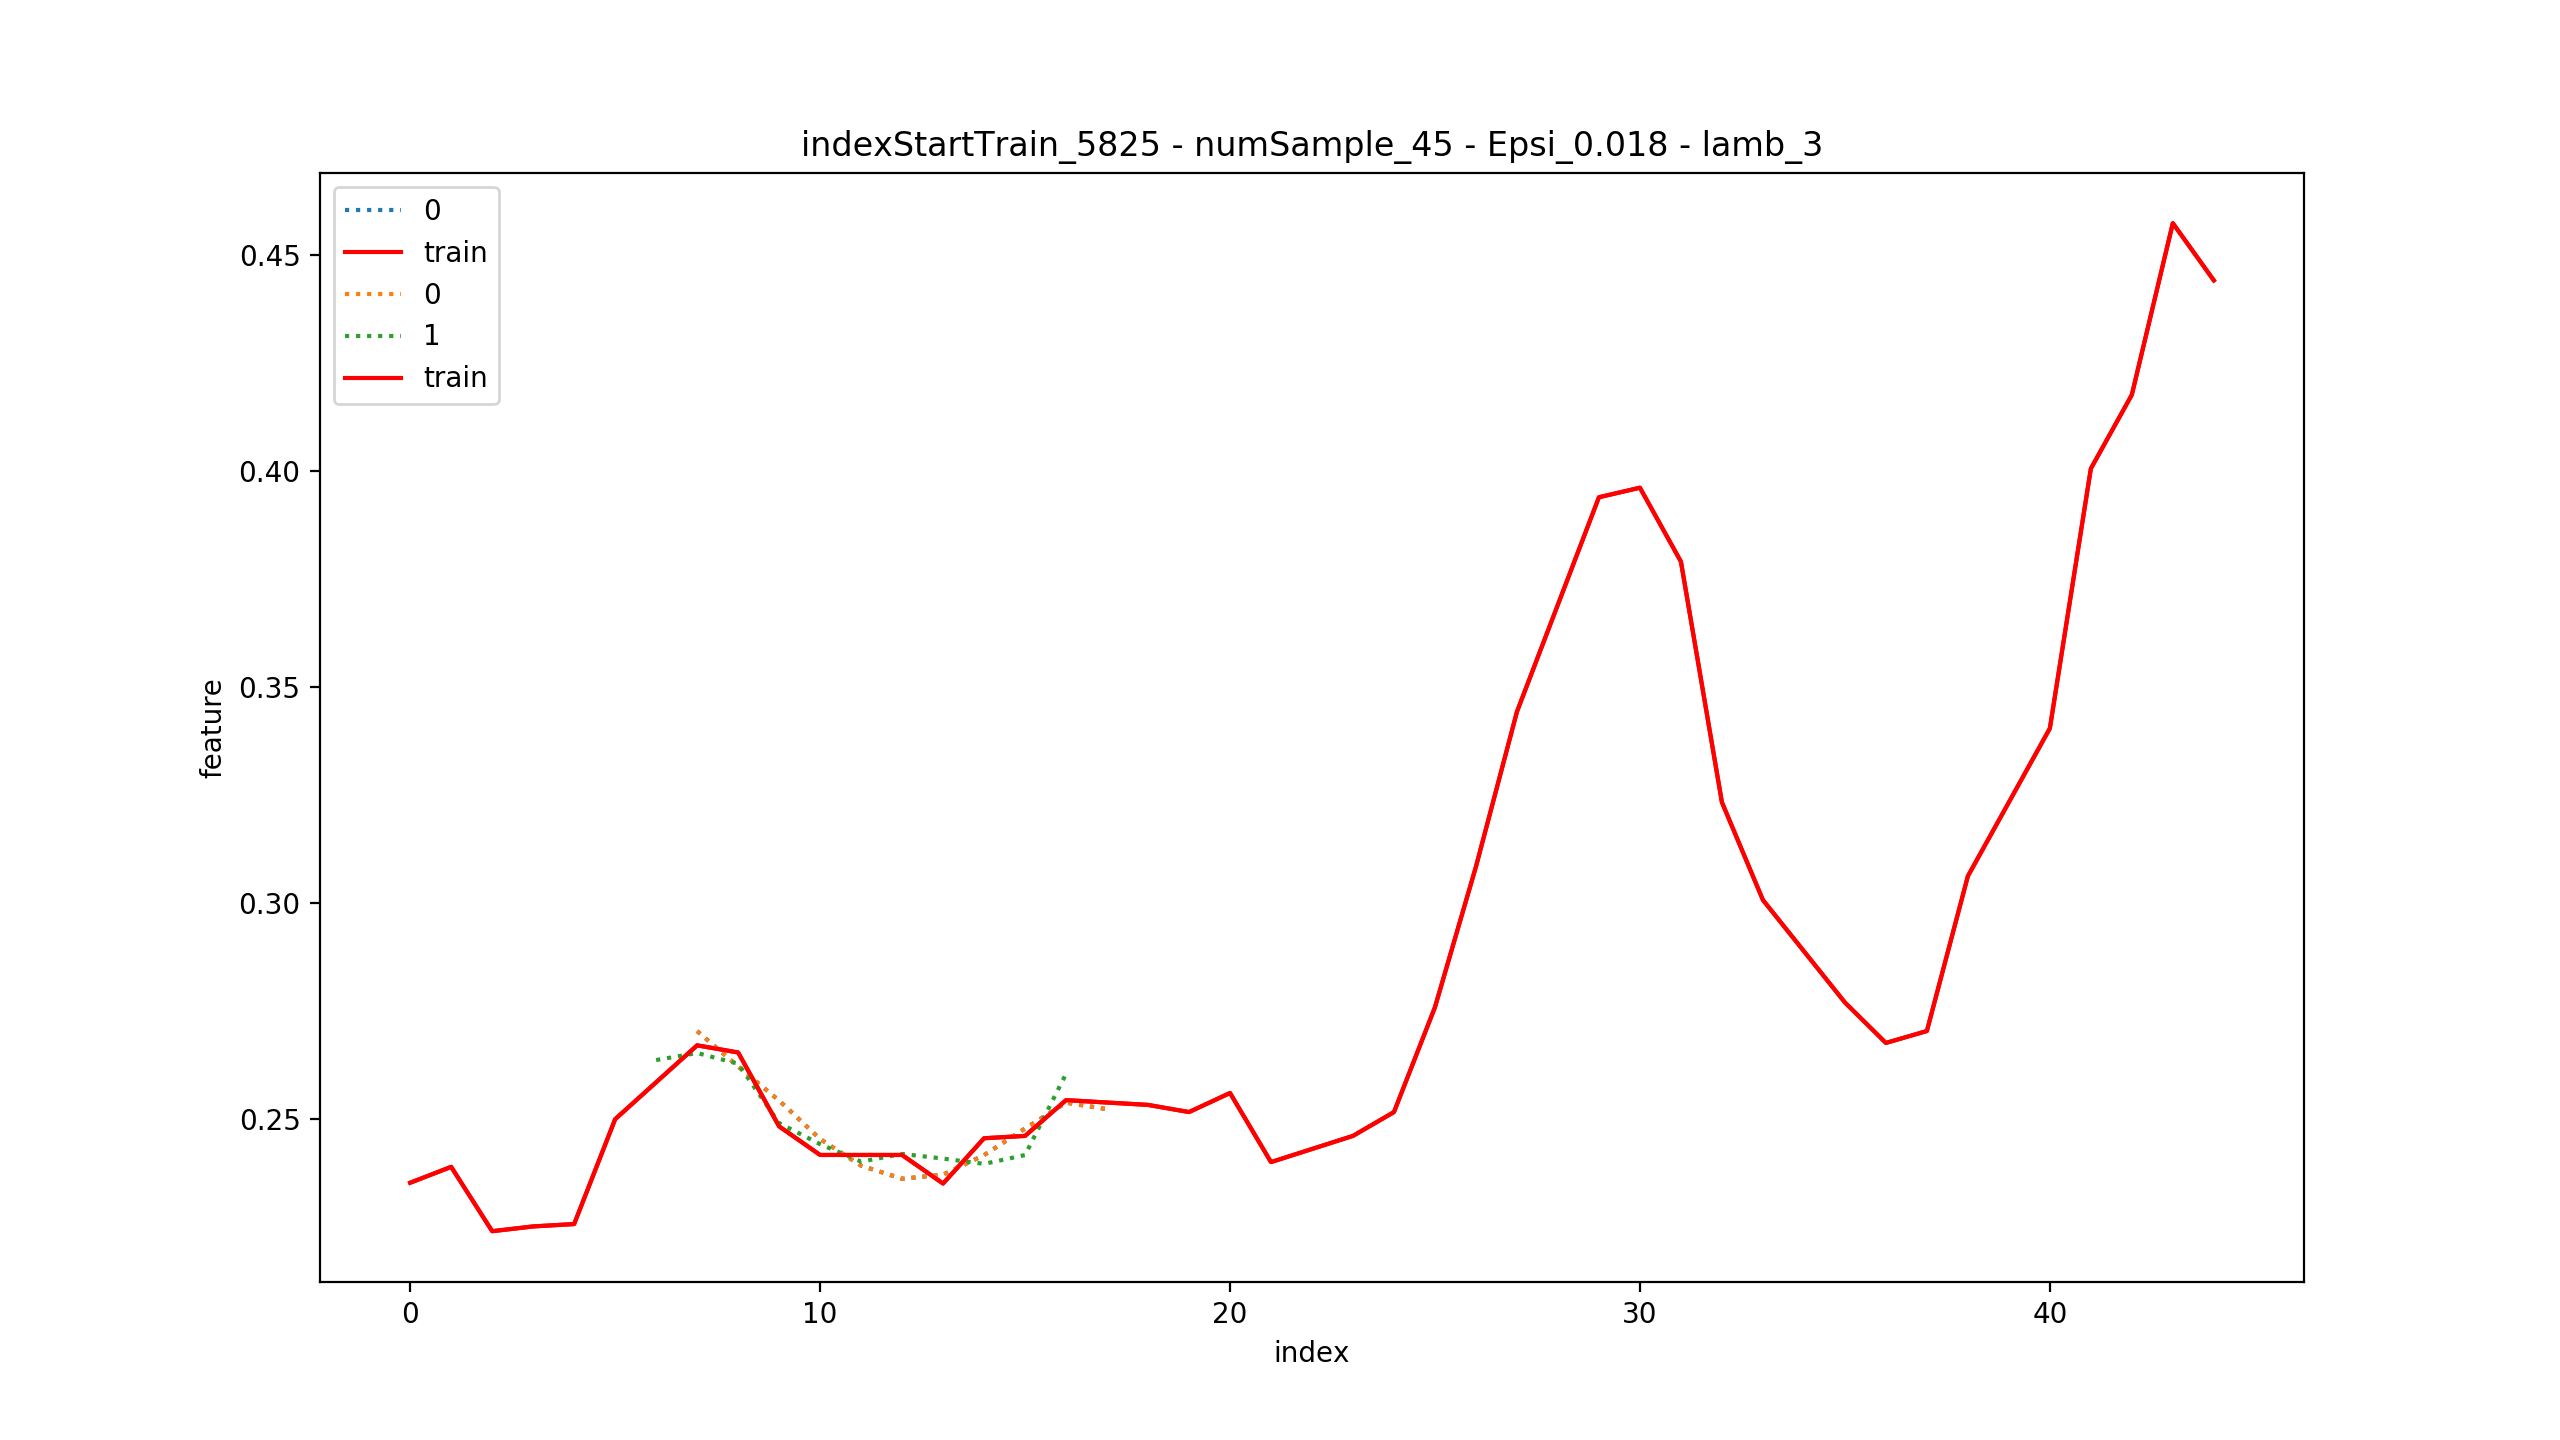 indexStartTrain_5825 - numSample_45 - Epsi_0.018 - lamb_3
0
train
0
1
train
0.45
0.40
0.35
0.30
0.25
feature
0 10 20 30 40
index